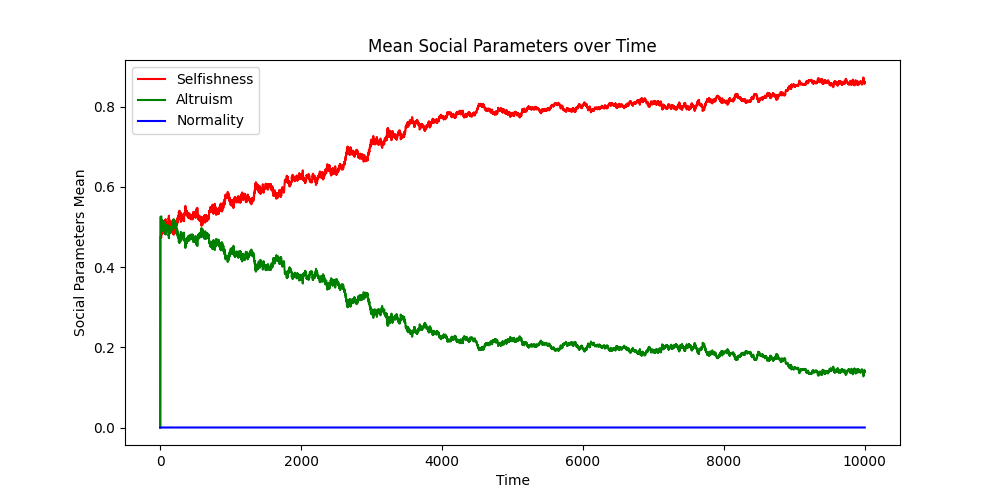 Mean Social Parameters over Time
Selfishness
Altruism
Normality
Social Parameters Mean
0.8
0.6
0.4
0.2
0.0
0 2000 4000 6000 8000 10000
Time